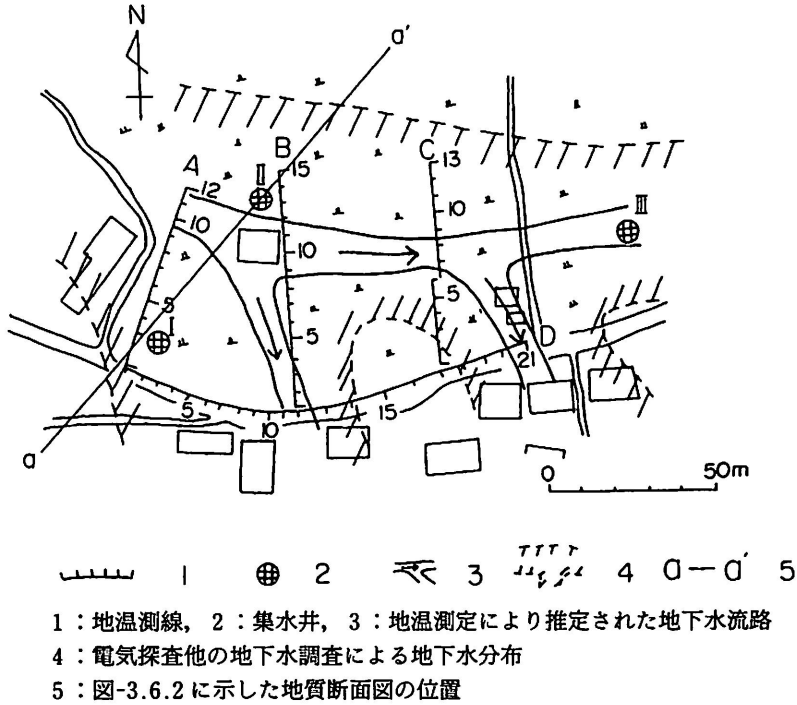 N
a'
A
B
C
12
II
15
13
III
10
10
10
5
5
5
I
D
21
5
10
15
a
0 50m
1 2 3 4 a—a' 5
1：地温測線，2：集水井，3：地温測定により推定された地下水流路
4：電気探査他の地下水調査による地下水分布
5：図-3.6.2に示した地質断面図の位置